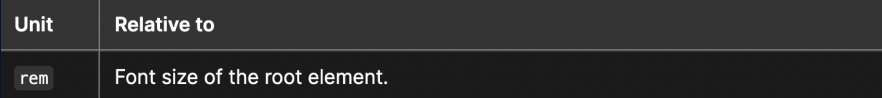 Unit Relative to
rem Font size of the root element.